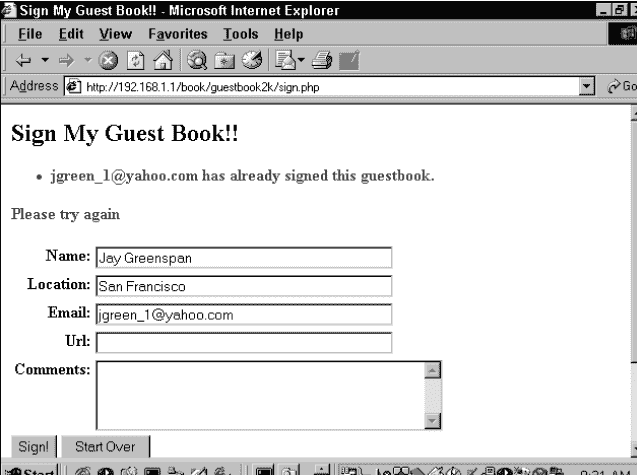 Sign My Guest Book!! - Microsoft Internet Explorer
File Edit View Favorites Tools Help
Address http://192.168.1.1/book/guestbook2k/sign.php Go
Sign My Guest Book!!
• jgreen_1@yahoo.com has already signed this guestbook.
Please try again
Name: Jay Greenspan
Location: San Francisco
Email: jgreen_1@yahoo.com
Url:
Comments:
Sign! Start Over
Start